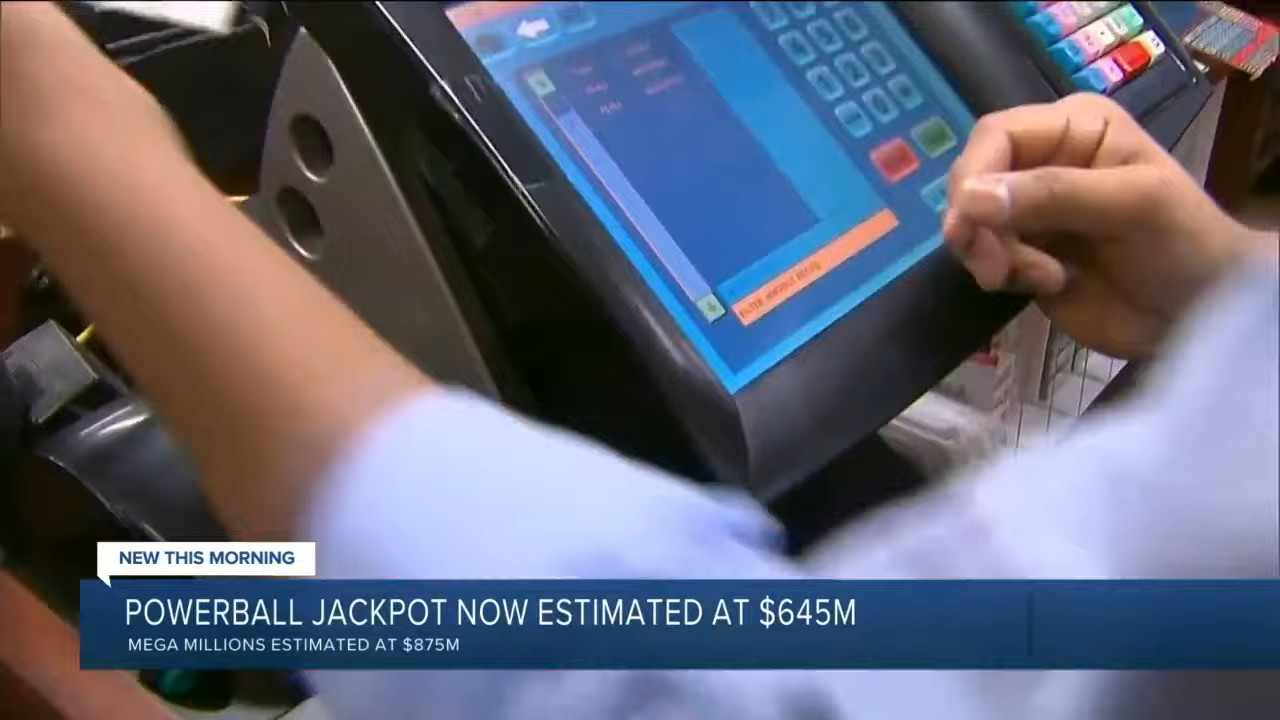 NEW THIS MORNING
POWERBALL JACKPOT NOW ESTIMATED AT $645M
MEGA MILLIONS ESTIMATED AT $875M